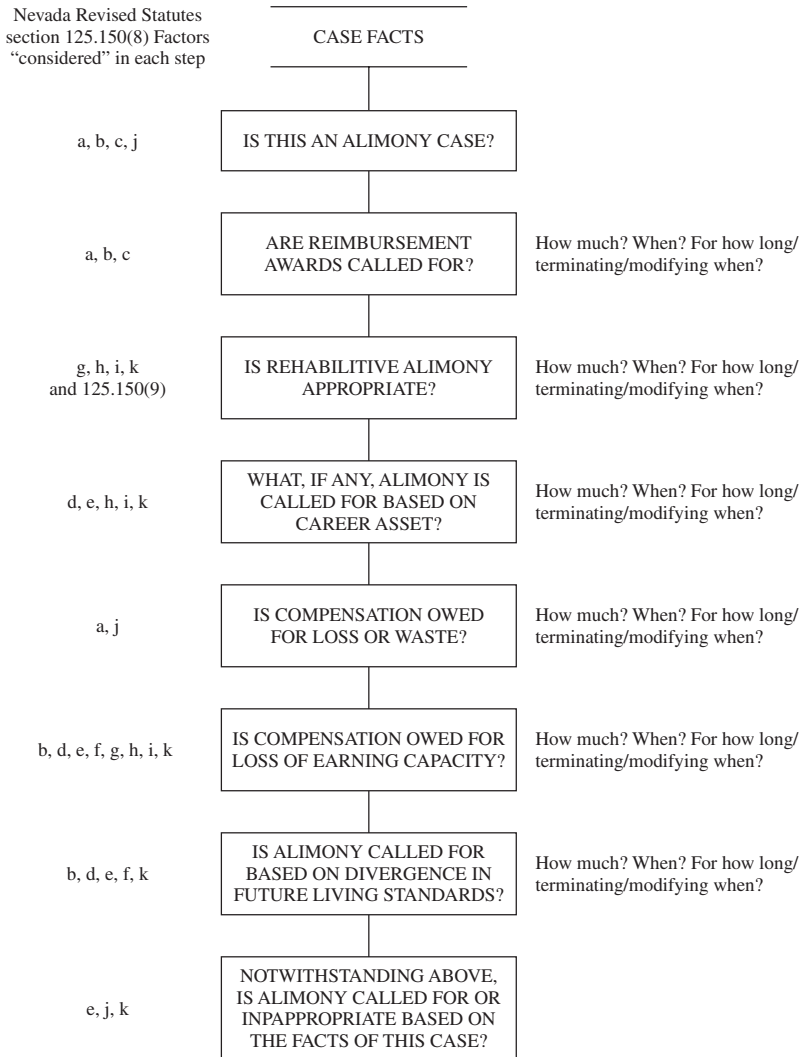 Nevada Revised Statutes
section 125.150(8) Factors
“considered” in each step
CASE FACTS
a, b, c, j
IS THIS AN ALIMONY CASE?
a, b, c
ARE REIMBURSEMENT
AWARDS CALLED FOR?
How much? When? For how long/
terminating/modifying when?
g, h, i, k
and 125.150(9)
IS REHABILITIVE ALIMONY
APPROPRIATE?
How much? When? For how long/
terminating/modifying when?
d, e, h, i, k
WHAT, IF ANY, ALIMONY IS
CALLED FOR BASED ON
CAREER ASSET?
How much? When? For how long/
terminating/modifying when?
a, j
IS COMPENSATION OWED
FOR LOSS OR WASTE?
How much? When? For how long/
terminating/modifying when?
b, d, e, f, g, h, i, k
IS COMPENSATION OWED FOR
LOSS OF EARNING CAPACITY?
How much? When? For how long/
terminating/modifying when?
b, d, e, f, k
IS ALIMONY CALLED FOR
BASED ON DIVERGENCE IN
FUTURE LIVING STANDARDS?
How much? When? For how long/
terminating/modifying when?
e, j, k
NOTWITHSTANDING ABOVE,
IS ALIMONY CALLED FOR OR
INPAPPROPRIATE BASED ON
THE FACTS OF THIS CASE?